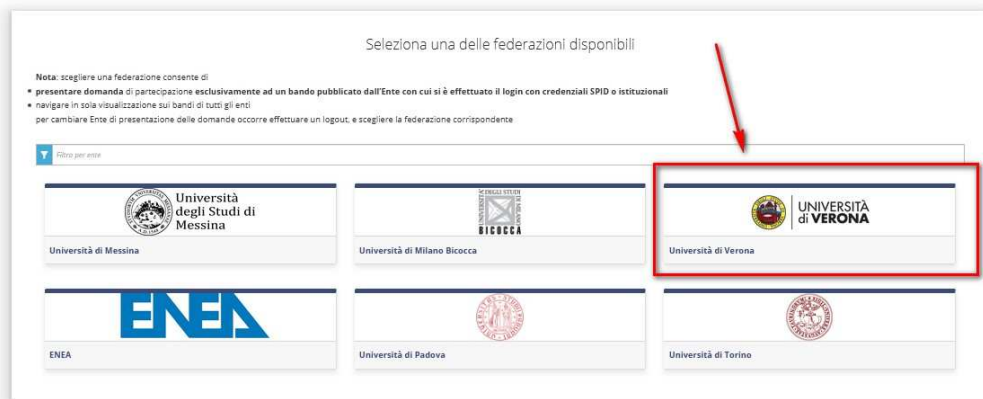 Seleziona una delle federazioni disponibili
Nota: scegliere una federazione consente di
presentare domanda di partecipazione esclusivamente ad un bando pubblicato dall'Ente con cui si è effettuato il login con credenziali SPID o istituzionali
navigare in sola visualizzazione sui bandi di tutti gli enti
per cambiare Ente di presentazione delle domande occorre effettuare un logout, e scegliere la federazione corrispondente
Filtro per ente
Università
degli Studi di
Messina
Università di Messina
BICOCCA
Università di Milano Bicocca
UNIVERSITÀ
di VERONA
Università di Verona
ENEA
ENEA
Università di Padova
Università di Torino